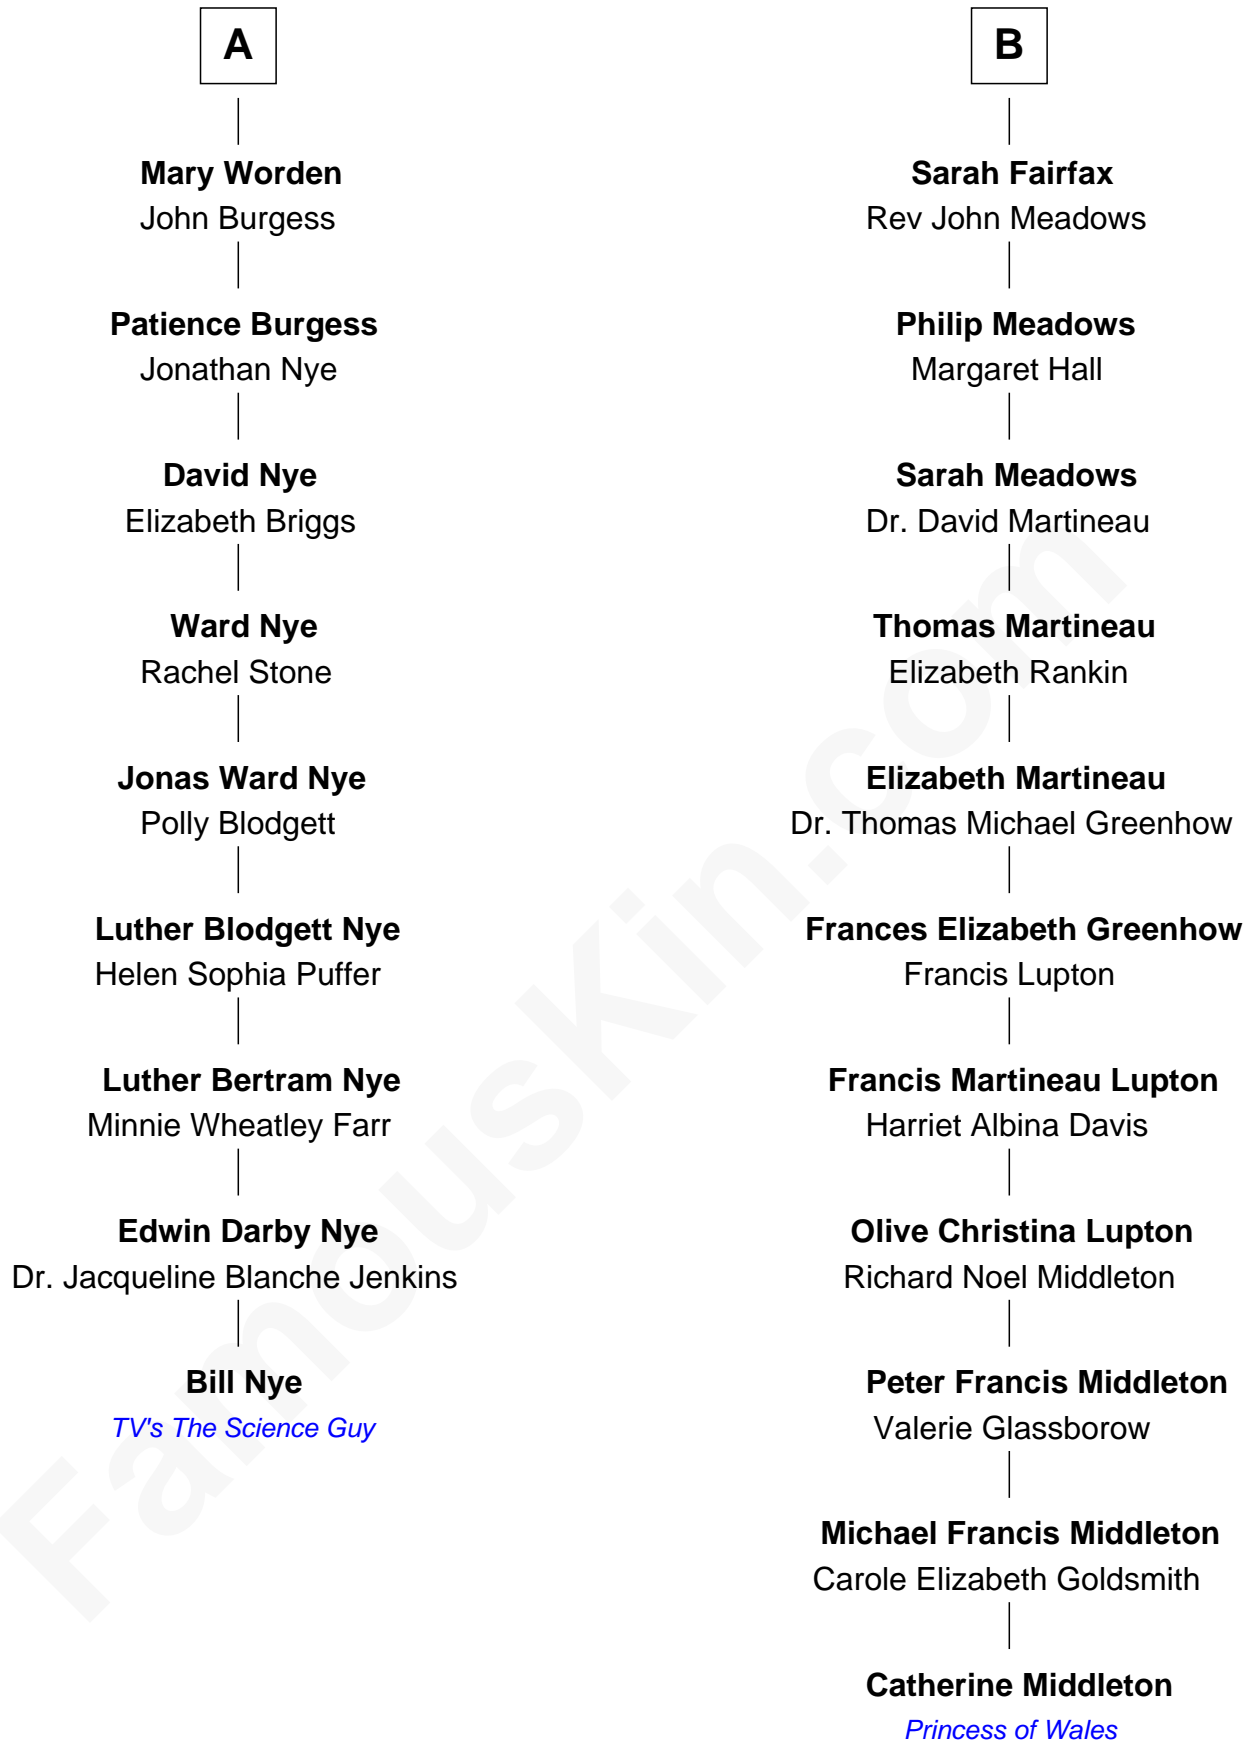 A
Mary Worden
John Burgess
Patience Burgess
Jonathan Nye
David Nye
Elizabeth Briggs
Ward Nye
Rachel Stone
Jonas Ward Nye
Polly Blodgett
Luther Blodgett Nye
Helen Sophia Puffer
Luther Bertram Nye
Minnie Wheatley Farr
Edwin Darby Nye
Dr. Jacqueline Blanche Jenkins
Bill Nye
TV's The Science Guy
B
Sarah Fairfax
Rev John Meadows
Philip Meadows
Margaret Hall
Sarah Meadows
Dr. David Martineau
Thomas Martineau
Elizabeth Rankin
Elizabeth Martineau
Dr. Thomas Michael Greenhow
Frances Elizabeth Greenhow
Francis Lupton
Francis Martineau Lupton
Harriet Albina Davis
Olive Christina Lupton
Richard Noel Middleton
Peter Francis Middleton
Valerie Glassborow
Michael Francis Middleton
Carole Elizabeth Goldsmith
Catherine Middleton
Princess of Wales
FamousKin.com